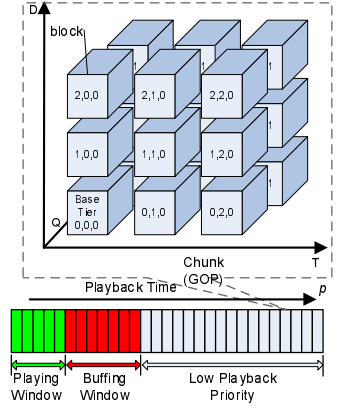 D
block
1
2,0,0
2,1,0
2,2,0
1
1,0,0
1,1,0
1,2,0
1
Base
Tier
0,0,0
0,1,0
0,2,0
Q
T
Chunk
(GOP)
Playback Time
p
Playing
Window
Buffing
Window
Low Playback
Priority